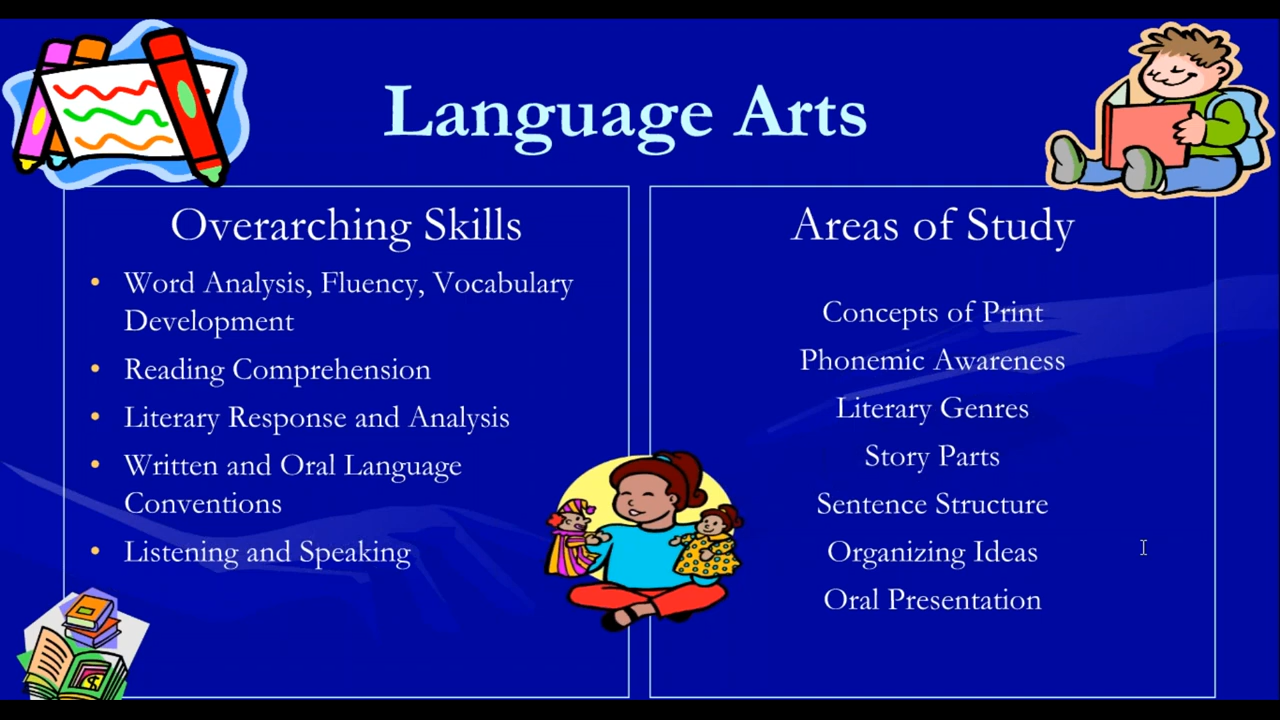 Language Arts
Overarching Skills
• Word Analysis, Fluency, Vocabulary
Development
• Reading Comprehension
• Literary Response and Analysis
• Written and Oral Language
Conventions
• Listening and Speaking
Areas of Study
Concepts of Print
Phonemic Awareness
Literary Genres
Story Parts
Sentence Structure
Organizing Ideas
Oral Presentation